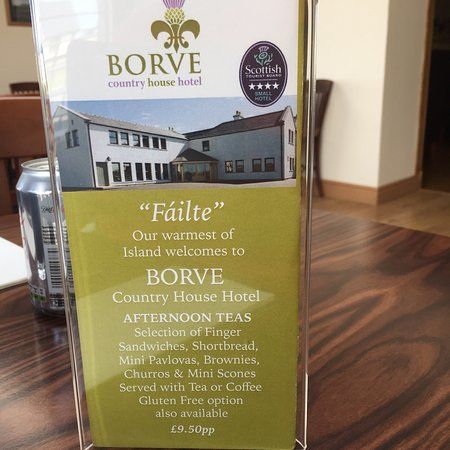 BORVE
country house hotel
Scottish
TOURIST BOARD
★★★★
SMALL
HOTEL
“Fáilte”
Our warmest of
Island welcomes to
BORVE
Country House Hotel
AFTERNOON TEAS
Selection of Finger
Sandwiches, Shortbread,
Mini Pavlovas, Brownies,
Churros & Mini Scones
Served with Tea or Coffee
Gluten Free option
also available
£9.50pp